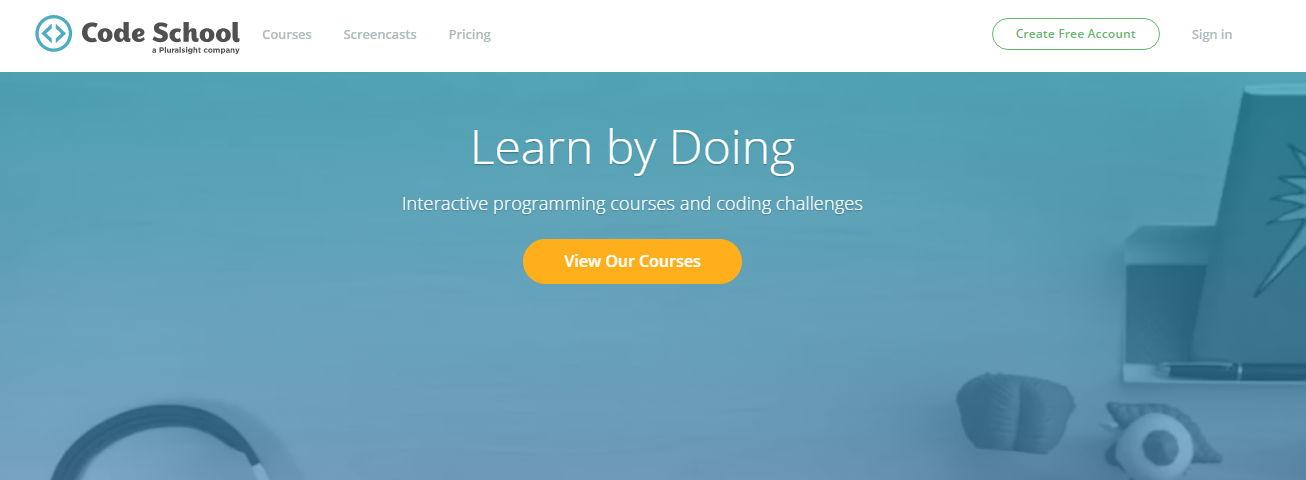 Code School
a Pluralsight company
Courses
Screencasts
Pricing
Create Free Account
Sign in
Learn by Doing
Interactive programming courses and coding challenges
View Our Courses